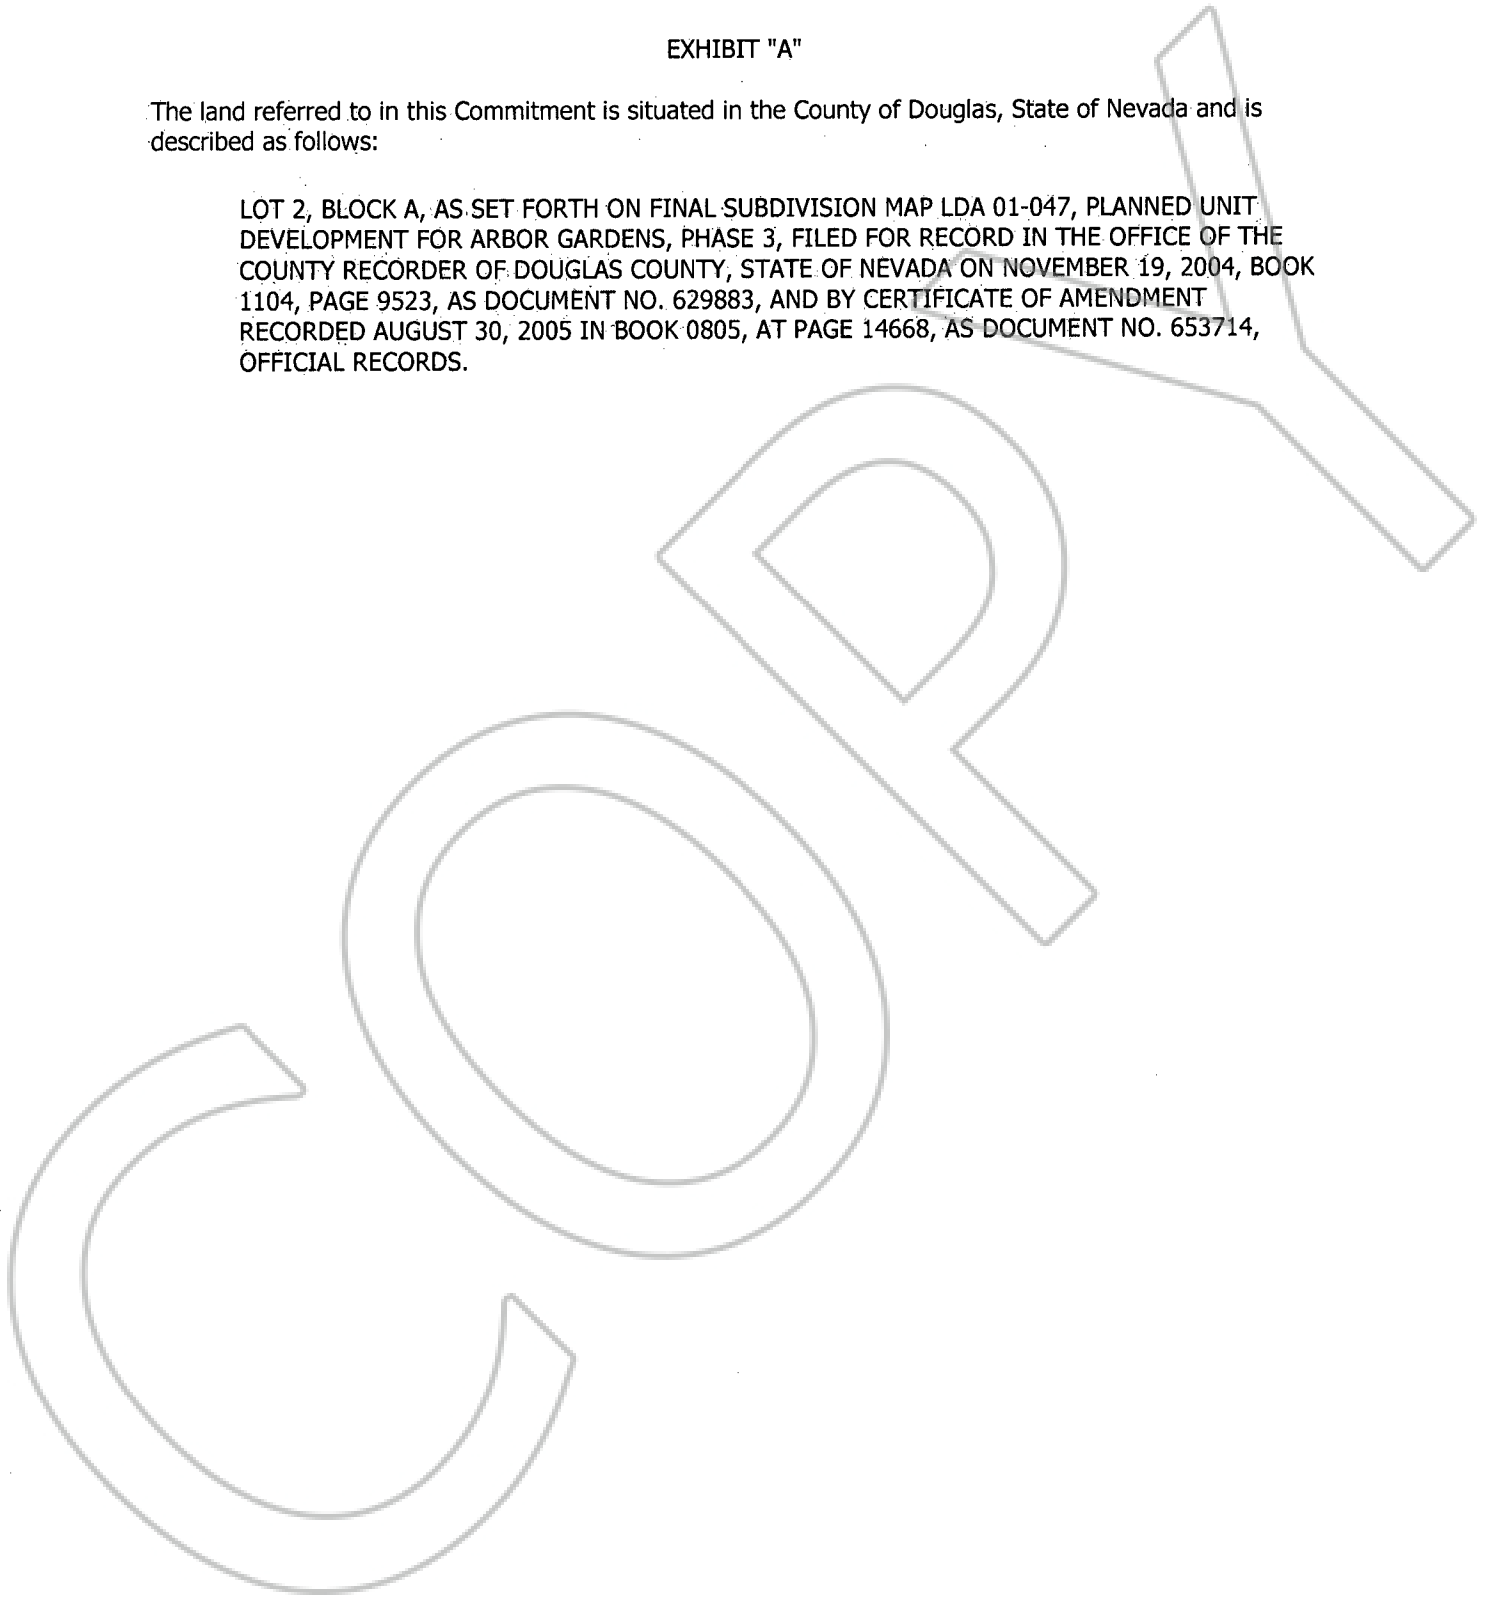 EXHIBIT "A"
The land referred to in this Commitment is situated in the County of Douglas, State of Nevada and is
described as follows:
LOT 2, BLOCK A, AS SET FORTH ON FINAL SUBDIVISION MAP LDA 01-047, PLANNED UNIT
DEVELOPMENT FOR ARBOR GARDENS, PHASE 3, FILED FOR RECORD IN THE OFFICE OF THE
COUNTY RECORDER OF DOUGLAS COUNTY, STATE OF NEVADA ON NOVEMBER 19, 2004, BOOK
1104, PAGE 9523, AS DOCUMENT NO. 629883, AND BY CERTIFICATE OF AMENDMENT
RECORDED AUGUST 30, 2005 IN BOOK 0805, AT PAGE 14668, AS DOCUMENT NO. 653714,
OFFICIAL RECORDS.
COPY